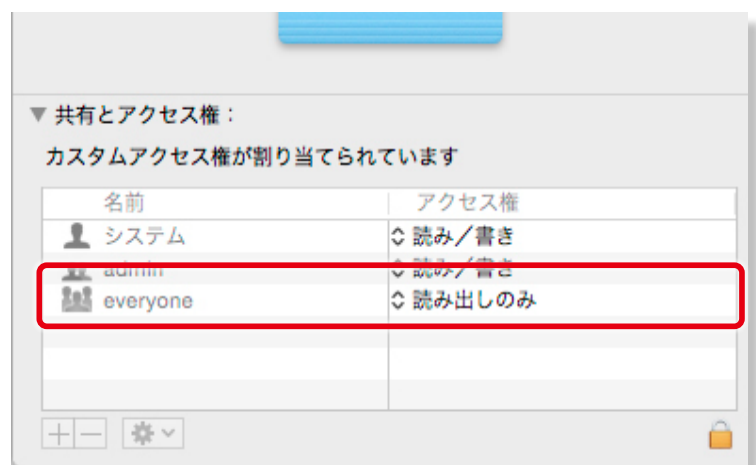 共有とアクセス権：
カスタムアクセス権が割り当てられています
名前 アクセス権
システム 読み／書き
admin 読み／書き
everyone 読み出しのみ